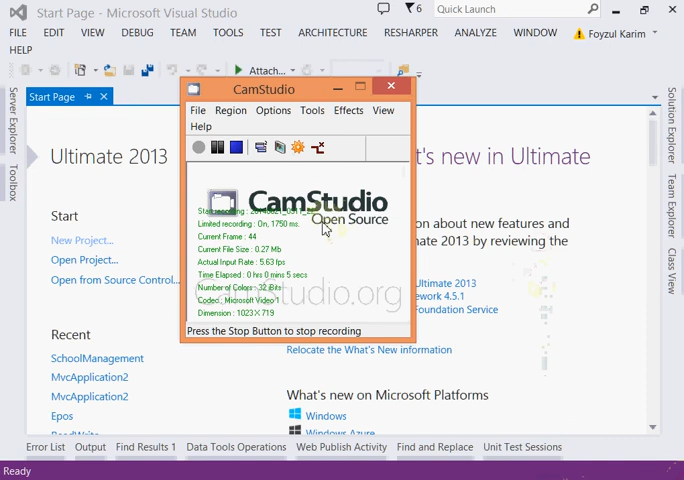 Start Page - Microsoft Visual Studio
6
Quick Launch
FILE EDIT VIEW DEBUG TEAM TOOLS TEST ARCHITECTURE RESHARPER ANALYZE WINDOW
Foyzul Karim
HELP
Attach...
Start Page
Server Explorer
Toolbox
Solution Explorer
Team Explorer
Class View
Ultimate 2013
Start
New Project...
Open Project...
Open from Source Control...
Recent
SchoolManagement
MvcApplication2
MvcApplication2
Epos
CamStudio
File Region Options Tools Effects View
Help
CamStudio
Open Source
Limited recording : On, 1750 ms.
Current Frame : 44
Current File Size : 0.27 Mb
Actual Input Rate : 5.63 fps
Time Elapsed : 0 hrs 0 mins 5 secs
Number of Colors : 32 Bits
CamStudio.org
Codec : Microsoft Video 1
Dimension : 1023 X 719
Press the Stop Button to stop recording
's new in Ultimate
on about new features and
mate 2013 by reviewing the
Ultimate 2013
ework 4.5.1
Foundation Service
Relocate the What's New information
What's new on Microsoft Platforms
Windows
Windows Azure
Error List Output Find Results 1 Data Tools Operations Web Publish Activity Find and Replace Unit Test Sessions
Ready